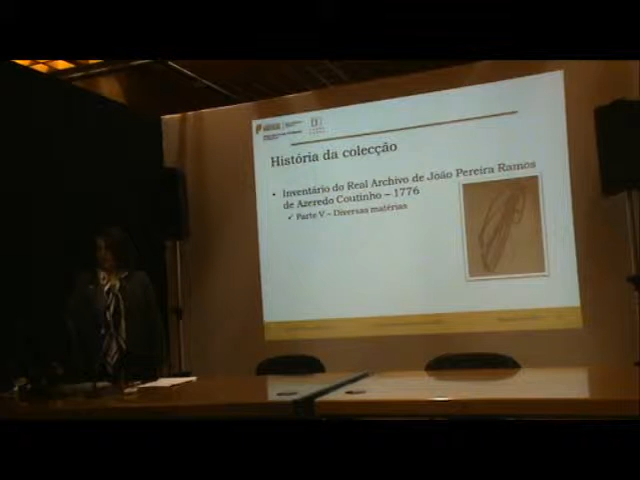 História da colecção
• Inventário do Real Archivo de João Pereira Ramos
de Azeredo Coutinho – 1776
✓ Parte V – Diversas matérias